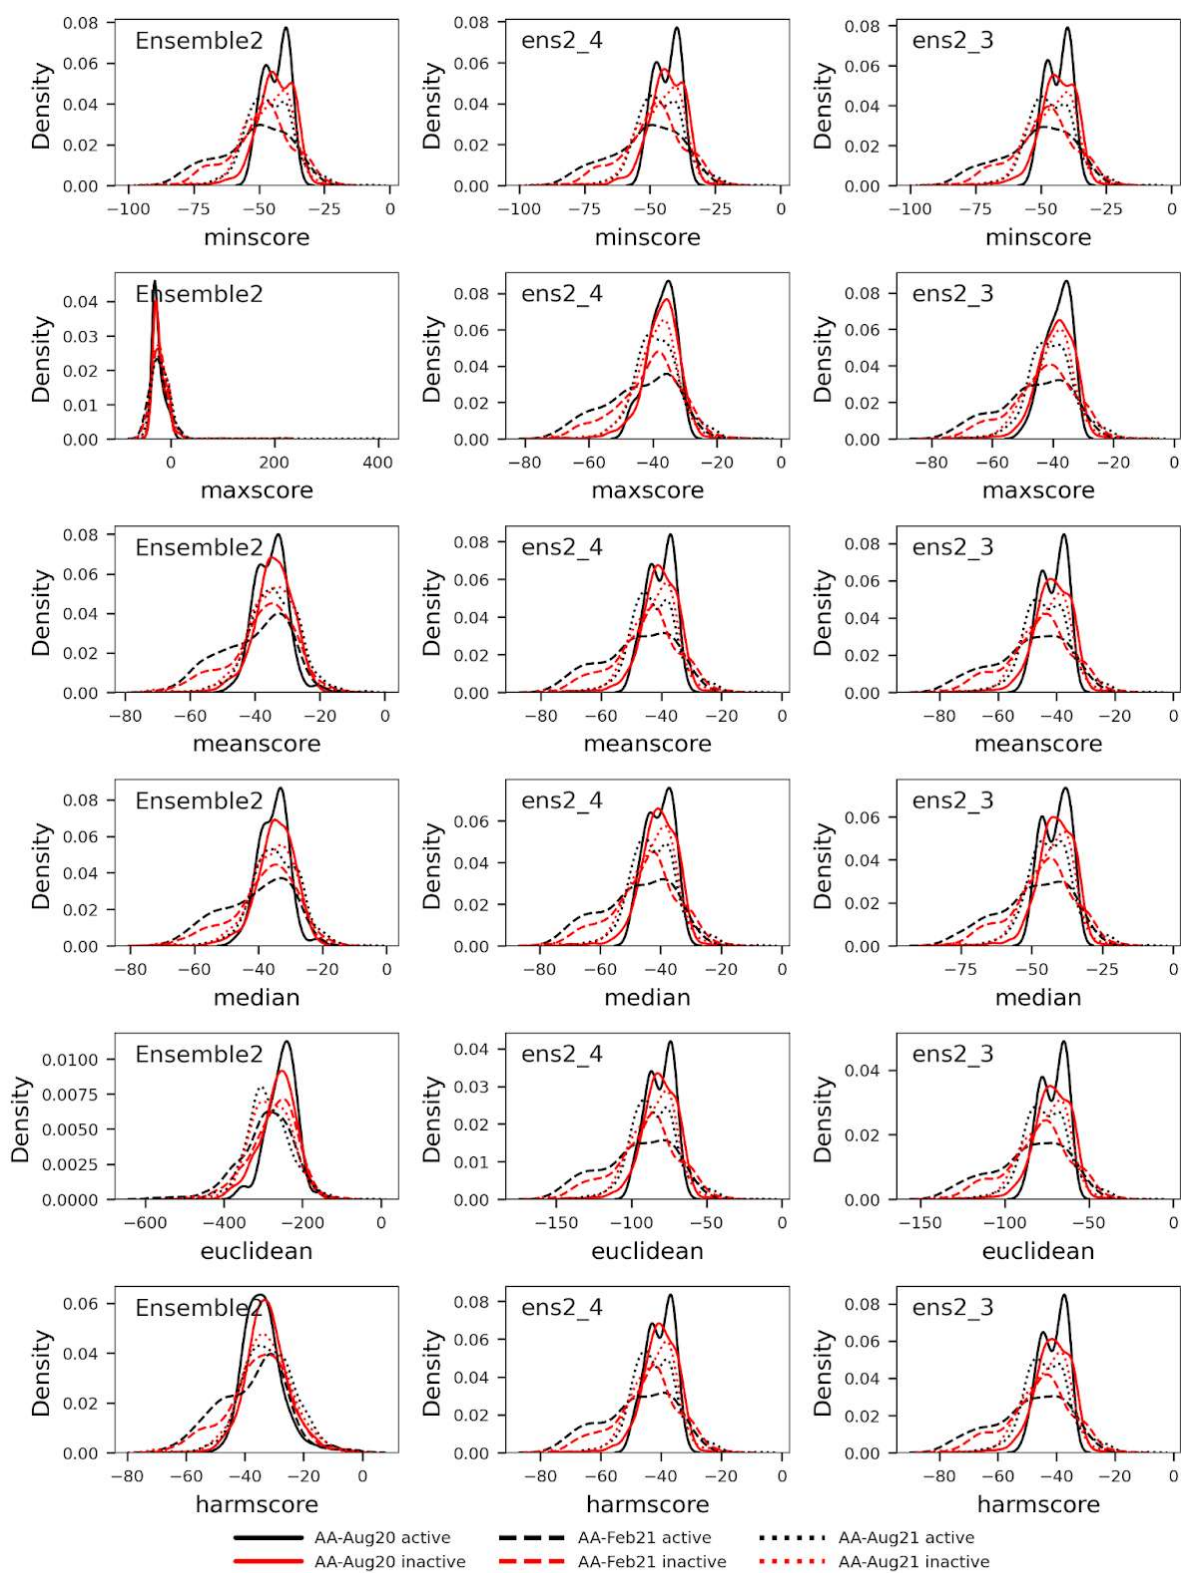 Ensemble2
Density
0.08
0.06
0.04
0.02
0.00
−100 −75 −50 −25 0
minscore
ens2_4
Density
0.08
0.06
0.04
0.02
0.00
−100 −75 −50 −25 0
minscore
ens2_3
Density
0.08
0.06
0.04
0.02
0.00
−100 −75 −50 −25 0
minscore
Ensemble2
Density
0.04
0.03
0.02
0.01
0.00
0 200 400
maxscore
ens2_4
Density
0.08
0.06
0.04
0.02
0.00
−80 −60 −40 −20 0
maxscore
ens2_3
Density
0.08
0.06
0.04
0.02
0.00
−80 −60 −40 −20 0
maxscore
Ensemble2
Density
0.08
0.06
0.04
0.02
0.00
−80 −60 −40 −20 0
meanscore
ens2_4
Density
0.08
0.06
0.04
0.02
0.00
−80 −60 −40 −20 0
meanscore
ens2_3
Density
0.08
0.06
0.04
0.02
0.00
−80 −60 −40 −20 0
meanscore
Ensemble2
Density
0.08
0.06
0.04
0.02
0.00
−80 −60 −40 −20 0
median
ens2_4
Density
0.06
0.04
0.02
0.00
−80 −60 −40 −20 0
median
ens2_3
Density
0.06
0.04
0.02
0.00
−75 −50 −25 0
median
Ensemble2
Density
0.0100
0.0075
0.0050
0.0025
0.0000
−600 −400 −200 0
euclidean
ens2_4
Density
0.04
0.03
0.02
0.01
0.00
−150 −100 −50 0
euclidean
ens2_3
Density
0.04
0.02
0.00
−150 −100 −50 0
euclidean
Ensemble2
Density
0.06
0.04
0.02
0.00
−80 −60 −40 −20 0
harmscore
ens2_4
Density
0.08
0.06
0.04
0.02
0.00
−80 −60 −40 −20 0
harmscore
ens2_3
Density
0.08
0.06
0.04
0.02
0.00
−80 −60 −40 −20 0
harmscore
AA-Aug20 active AA-Feb21 active AA-Aug21 active
AA-Aug20 inactive AA-Feb21 inactive AA-Aug21 inactive